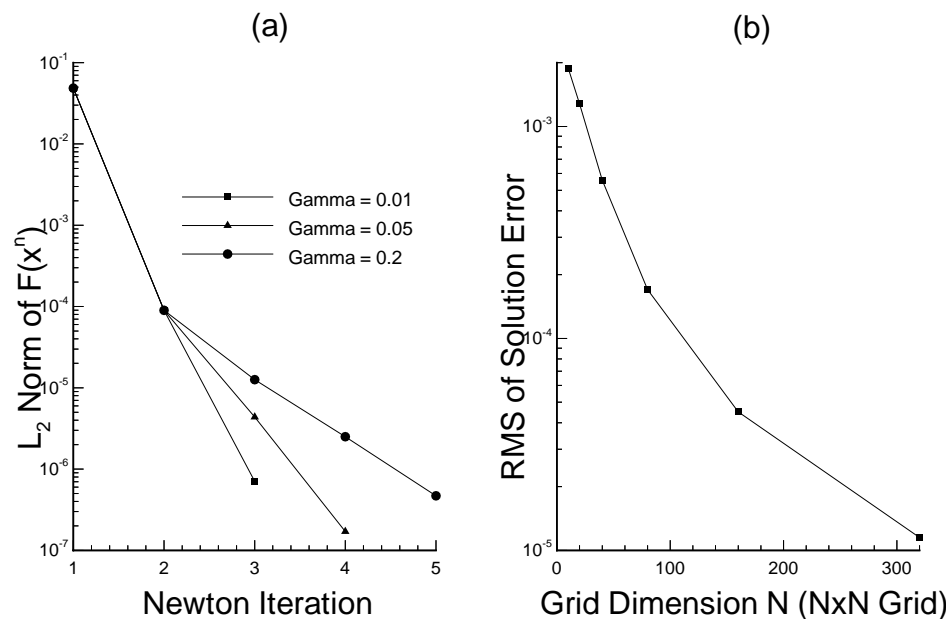 (a)
10^-1
10^-2
10^-3
10^-4
10^-5
10^-6
10^-7
L_2 Norm of F(x^n)
Gamma = 0.01
Gamma = 0.05
Gamma = 0.2
1 2 3 4 5
Newton Iteration
(b)
10^-3
10^-4
10^-5
RMS of Solution Error
0 100 200 300
Grid Dimension N (NxN Grid)